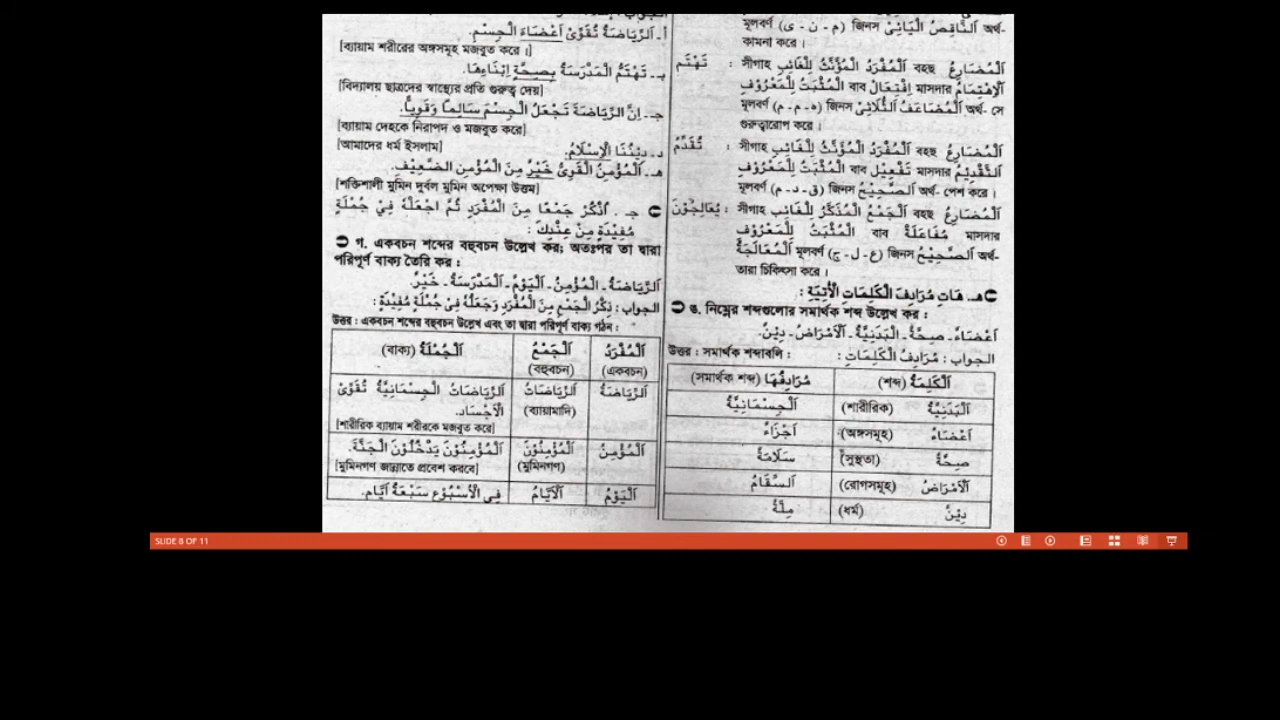 الجواب :
أ - اَلرِّيَاضَةُ تُقَوِّىْ اَعْضَاءَ الْجِسْمِ.
[ব্যায়াম শরীরের অঙ্গসমূহ মজবুত করে।]
ب - تَهْتَمُّ الْمَدْرَسَةُ بِصِحَّةِ اِبْنَاءِهَا.
[বিদ্যালয় ছাত্রদের স্বাস্থ্যের প্রতি গুরুত্ব দেয়]
جـ - اِنَّ الرِّيَاضَةَ تَجْعَلُ الْجِسْمَ سَالِمًا وَقَوِيًّا.
[ব্যায়াম দেহকে নিরাপদ ও মজবুত করে]
[আমাদের ধর্ম ইসলাম] د - دِيْنُنَا الْاِسْلَامُ.
هـ - اَلْمُؤْمِنُ الْقَوِىُّ خَيْرٌ مِنَ الْمُؤْمِنِ الضَّعِيْفِ.
[শক্তিশালী মুমিন দুর্বল মুমিন অপেক্ষা উত্তম]
جـ . اُذْكُرْ جَمْعًا مِنَ الْمُفْرَدِ ثُمَّ اجْعَلْهُ فِىْ جُمْلَةٍ
مُفِيْدَةٍ مِنْ عِنْدِكَ :
গ. একবচন শব্দের বহুবচন উল্লেখ কর; অতঃপর তা দ্বারা
পরিপূর্ণ বাক্য তৈরি কর :
اَلرِّيَاضَةُ - اَلْمُؤْمِنُ - اَلْيَوْمُ - اَلْمَدْرَسَةُ - خَيْرٌ.
الجواب : ذِكْرُ الْجَمْعِ مِنَ الْمُفْرَدِ وَجَعْلُهُ فِىْ جُمْلَةٍ مُفِيْدَةٍ :
উত্তর : একবচন শব্দের বহুবচন উল্লেখ এবং তা দ্বারা পরিপূর্ণ বাক্য গঠন :
اَلْمُفْرَدُ (একবচন) اَلْجَمْعُ (বহুবচন) اَلْجُمْلَةُ (বাক্য)
اَلرِّيَاضَةُ اَلرِّيَاضَاتُ (ব্যায়ামাদি) اَلرِّيَاضَاتُ الْجِسْمَانِيَّةُ تُقَوِّىْ
الْاَجْسَادَ.
[শারীরিক ব্যায়াম শরীরকে মজবুত করে]
اَلْمُؤْمِنُ اَلْمُؤْمِنُوْنَ (মুমিনগণ) اَلْمُؤْمِنُوْنَ يَدْخُلُوْنَ الْجَنَّةَ.
[মুমিনগণ জান্নাতে প্রবেশ করবে]
اَلْيَوْمُ اَلْاَيَّامُ فِى الْاُسْبُوْعِ سَبْعَةُ اَيَّامٍ.
মূলবর্ণ (م - ن - ى) জিনস اَلنَّاقِصُ الْيَائِىْ অর্থ-
কামনা করে।
تَهْتَمُّ : সীগাহ اَلْمُفْرَدُ الْمُؤَنَّثُ لِلْغَائِبِ বহছ اَلْمُضَارِعُ
الْمُثْبَتُ لِلْمَعْرُوْفِ বাব اِفْتِعَالٌ মাসদার اَلْاِهْتِمَامُ
মূলবর্ণ (ه - م - م) জিনস اَلْمُضَاعَفُ الثُّلَاثِىْ অর্থ- সে
গুরুত্বারোপ করে।
تُقَدِّمُ : সীগাহ اَلْمُفْرَدُ الْمُؤَنَّثُ لِلْغَائِبِ বহছ اَلْمُضَارِعُ
الْمُثْبَتُ لِلْمَعْرُوْفِ বাব تَفْعِيْلٌ মাসদার اَلتَّقْدِيْمُ
মূলবর্ণ (ق - د - م) জিনস اَلصَّحِيْحُ অর্থ- পেশ করে।
يُعَالِجُوْنَ : সীগাহ اَلْجَمْعُ الْمُذَكَّرُ لِلْغَائِبِ বহছ اَلْمُضَارِعُ
الْمُثْبَتُ لِلْمَعْرُوْفِ বাব مُفَاعَلَةٌ মাসদার
اَلْمُعَالَجَةُ মূলবর্ণ (ع - ل - ج) জিনস اَلصَّحِيْحُ অর্থ-
তারা চিকিৎসা করে।
هـ. هَاتِ مُرَادِفَ الْكَلِمَاتِ الْاٰتِيَةِ :
ঙ. নিম্নের শব্দগুলোর সমার্থক শব্দ উল্লেখ কর :
اَعْضَاءٌ - صِحَّةٌ - اَلْبَدَنِيَّةُ - اَلْاَمْرَاضُ - دِيْنٌ.
উত্তর : সমার্থক শব্দাবলি : الجواب : مُرَادِفُ الْكَلِمَاتِ :
اَلْكَلِمَةُ (শব্দ) مُرَادِفُهَا (সমার্থক শব্দ)
اَلْبَدَنِيَّةُ (শারীরিক) اَلْجِسْمَانِيَّةُ
اَعْضَاءٌ (অঙ্গসমূহ) اَجْزَاءٌ
صِحَّةٌ (সুস্থতা) سَلَامَةٌ
اَلْاَمْرَاضُ (রোগসমূহ) اَلسِّقَامُ
دِيْنٌ (ধর্ম) مِلَّةٌ
SLIDE 8 OF 11